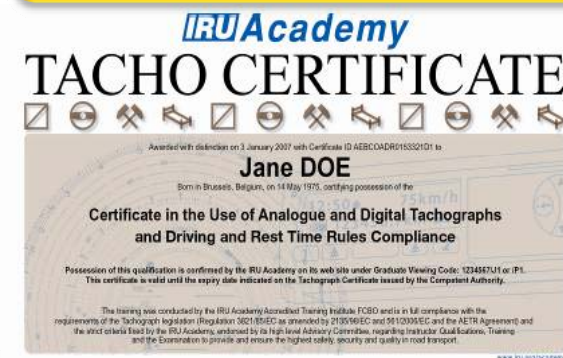 IRU Academy
TACHO CERTIFICATE
Awarded with distinction on 3 January 2007 with Certificate ID AEBCOADR0153321D1 to
Jane DOE
Born in Brussels, Belgium, on 14 May 1975, certifying possession of the
Certificate in the Use of Analogue and Digital Tachographs
and Driving and Rest Time Rules Compliance
Possession of this qualification is confirmed by the IRU Academy on its web site under Graduate Viewing Code: 1234567U1 or iP1.
This certificate is valid until the expiry date indicated on the Tachograph Certificate issued by the Competent Authority.
The training was conducted by the IRU Academy Accredited Training Institute FCBO and is in full compliance with the
requirements of the Tachograph legislation (Regulation 3821/85/EC as amended by 2135/98/EC and 561/2006/EC and the AETR Agreement) and
the strict criteria fixed by the IRU Academy, endorsed by its high level Advisory Committee, regarding Instructor Qualifications, Training
and the Examination to provide and ensure the highest safety, security and quality in road transport.